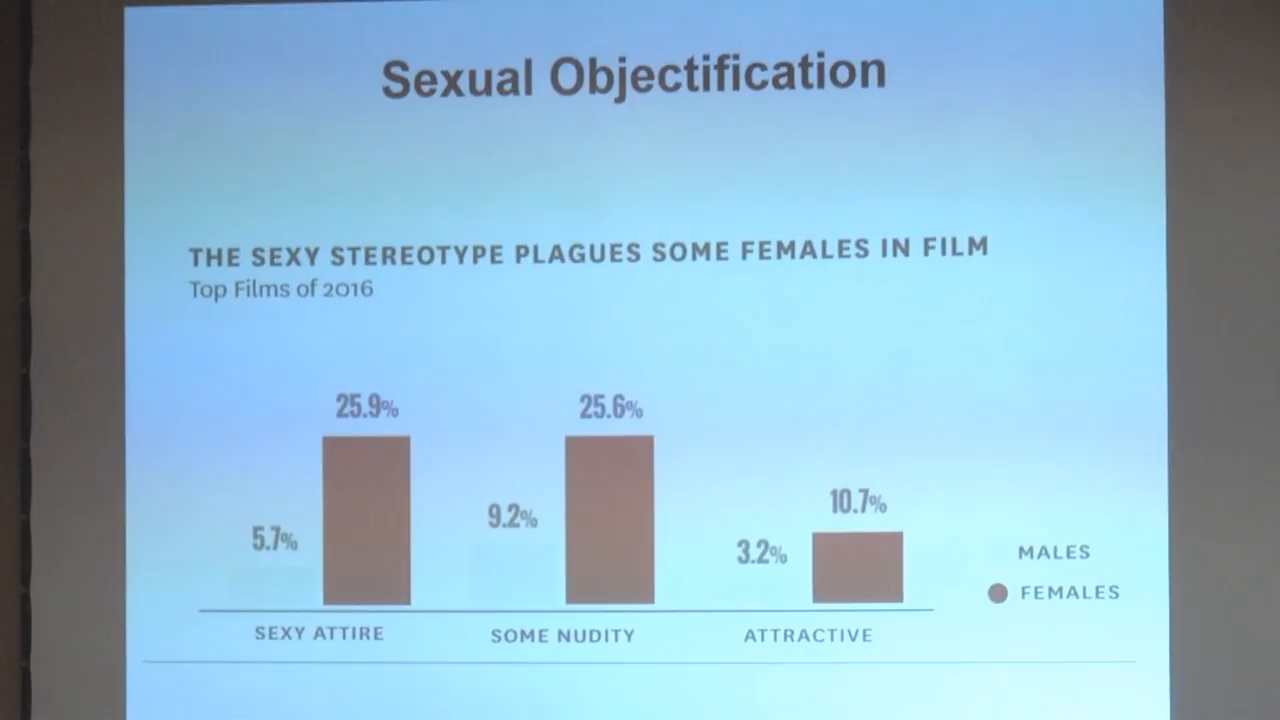 Sexual Objectification
THE SEXY STEREOTYPE PLAGUES SOME FEMALES IN FILM
Top Films of 2016
25.9%
25.6%
10.7%
5.7%
9.2%
3.2%
MALES
FEMALES
SEXY ATTIRE
SOME NUDITY
ATTRACTIVE